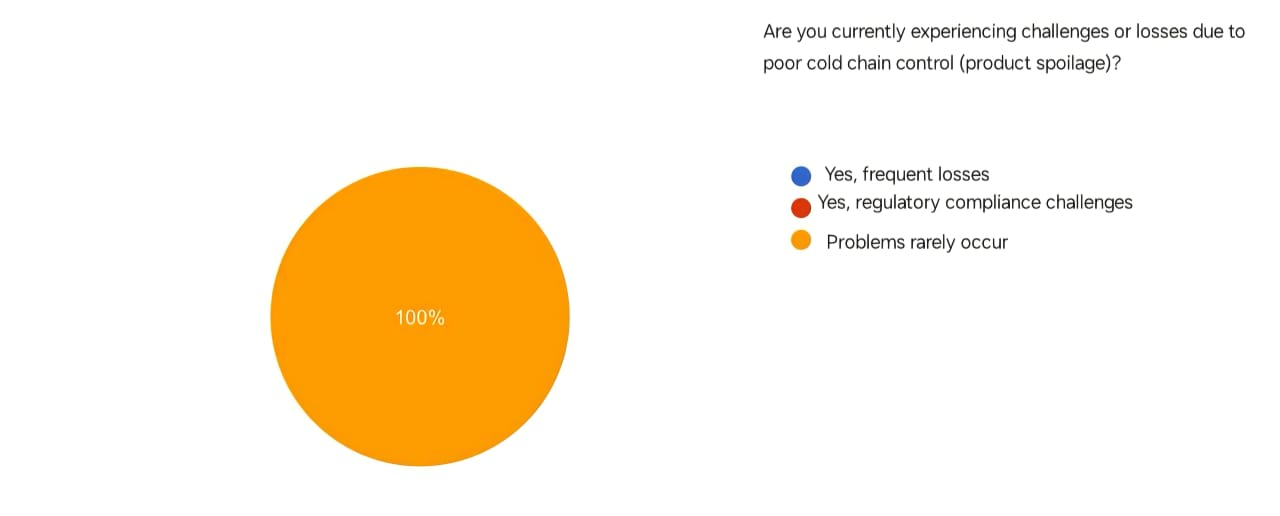 Are you currently experiencing challenges or losses due to
poor cold chain control (product spoilage)?
Yes, frequent losses
Yes, regulatory compliance challenges
Problems rarely occur
100%